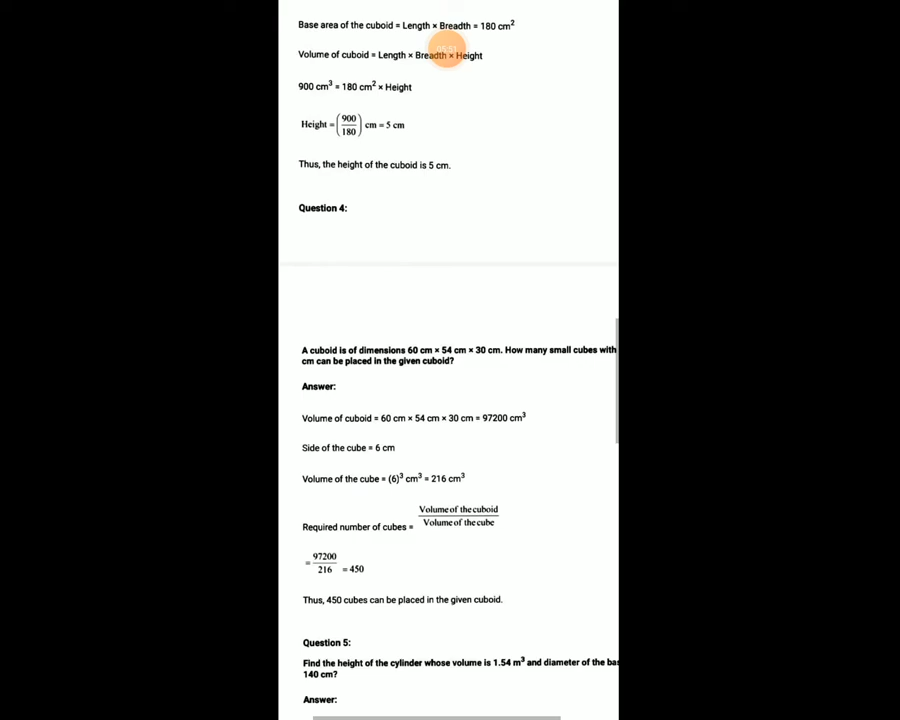 Base area of the cuboid = Length × Breadth = 180 cm²
05:51
Volume of cuboid = Length × Breadth × Height
900 cm³ = 180 cm² × Height
Height = (900/180) cm = 5 cm
Thus, the height of the cuboid is 5 cm.
Question 4:
A cuboid is of dimensions 60 cm × 54 cm × 30 cm. How many small cubes with
cm can be placed in the given cuboid?
Answer:
Volume of cuboid = 60 cm × 54 cm × 30 cm = 97200 cm³
Side of the cube = 6 cm
Volume of the cube = (6)³ cm³ = 216 cm³
Required number of cubes = Volume of the cuboid / Volume of the cube
= 97200/216 = 450
Thus, 450 cubes can be placed in the given cuboid.
Question 5:
Find the height of the cylinder whose volume is 1.54 m³ and diameter of the ba
140 cm?
Answer: